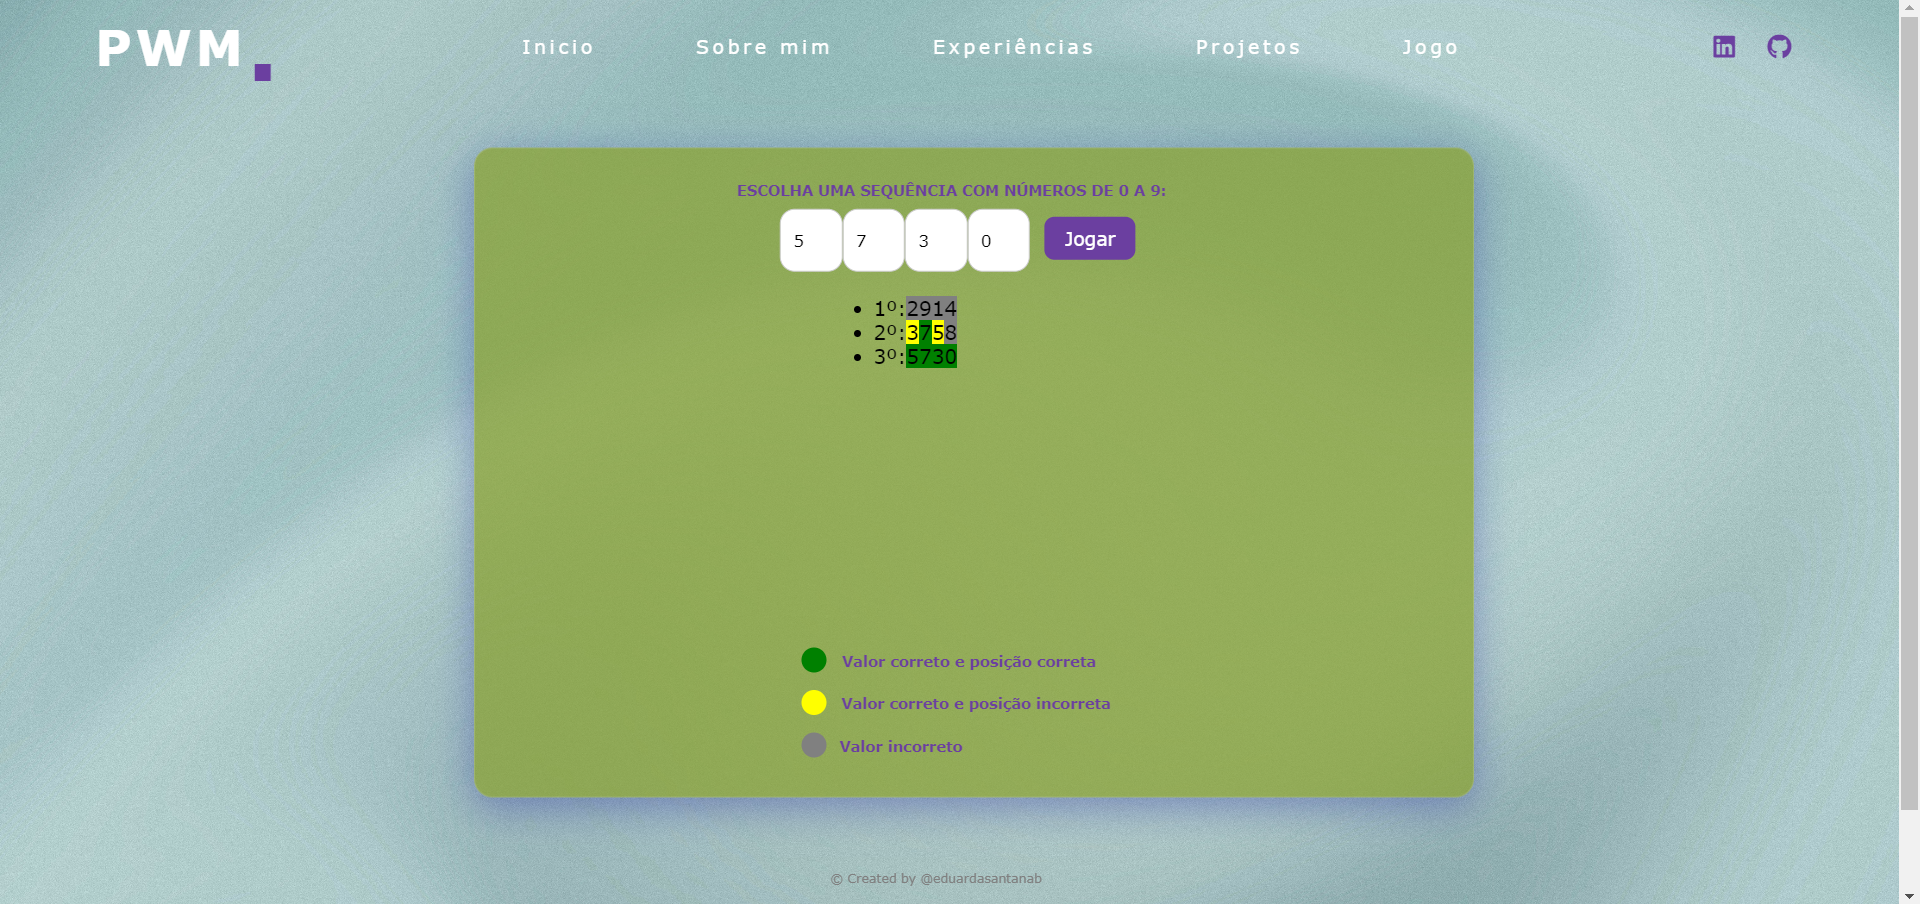 PWM.
Inicio
Sobre mim
Experiências
Projetos
Jogo
ESCOLHA UMA SEQUÊNCIA COM NÚMEROS DE 0 A 9:
5 7 3 0 Jogar
• 1º:2914
• 2º:3758
• 3º:5730
Valor correto e posição correta
Valor correto e posição incorreta
Valor incorreto
© Created by @eduardasantanab